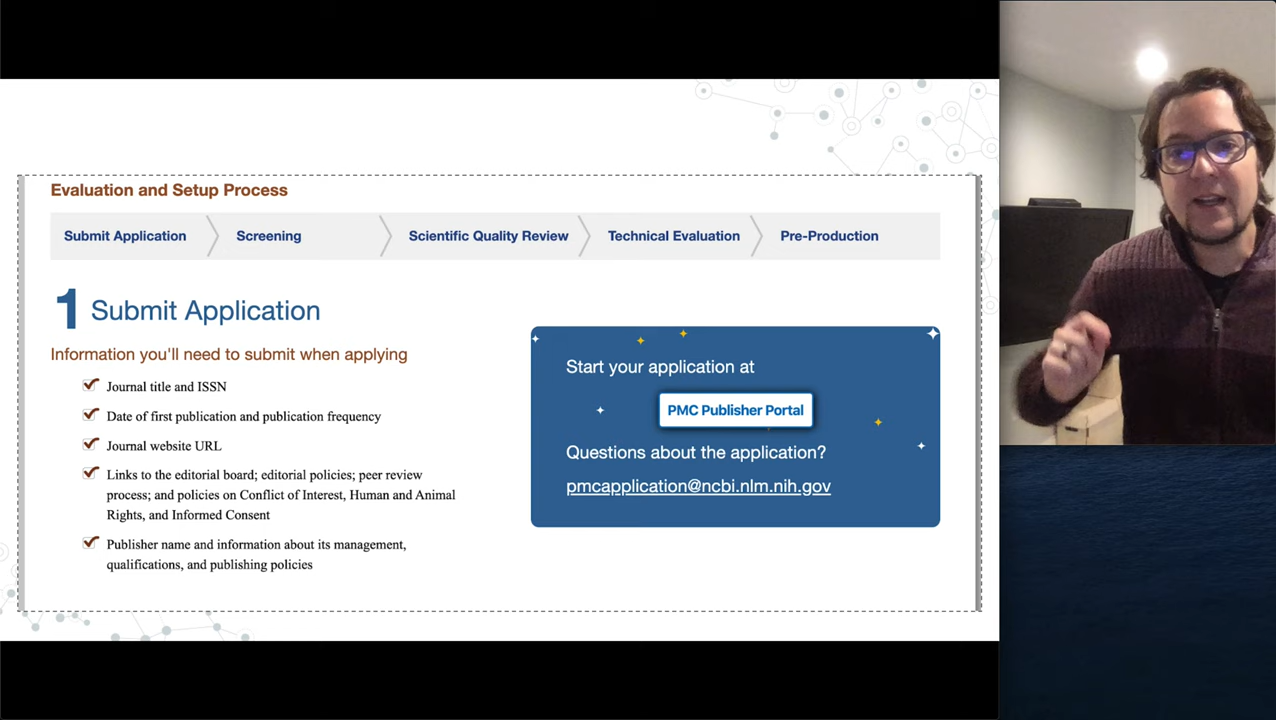 Evaluation and Setup Process
Submit Application
Screening
Scientific Quality Review
Technical Evaluation
Pre-Production
1 Submit Application
Information you'll need to submit when applying
Journal title and ISSN
Date of first publication and publication frequency
Journal website URL
Links to the editorial board; editorial policies; peer review
process; and policies on Conflict of Interest, Human and Animal
Rights, and Informed Consent
Publisher name and information about its management,
qualifications, and publishing policies
Start your application at
PMC Publisher Portal
Questions about the application?
pmcapplication@ncbi.nlm.nih.gov